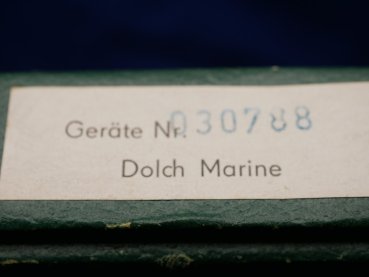 Geräte Nr. 030788
Dolch Marine